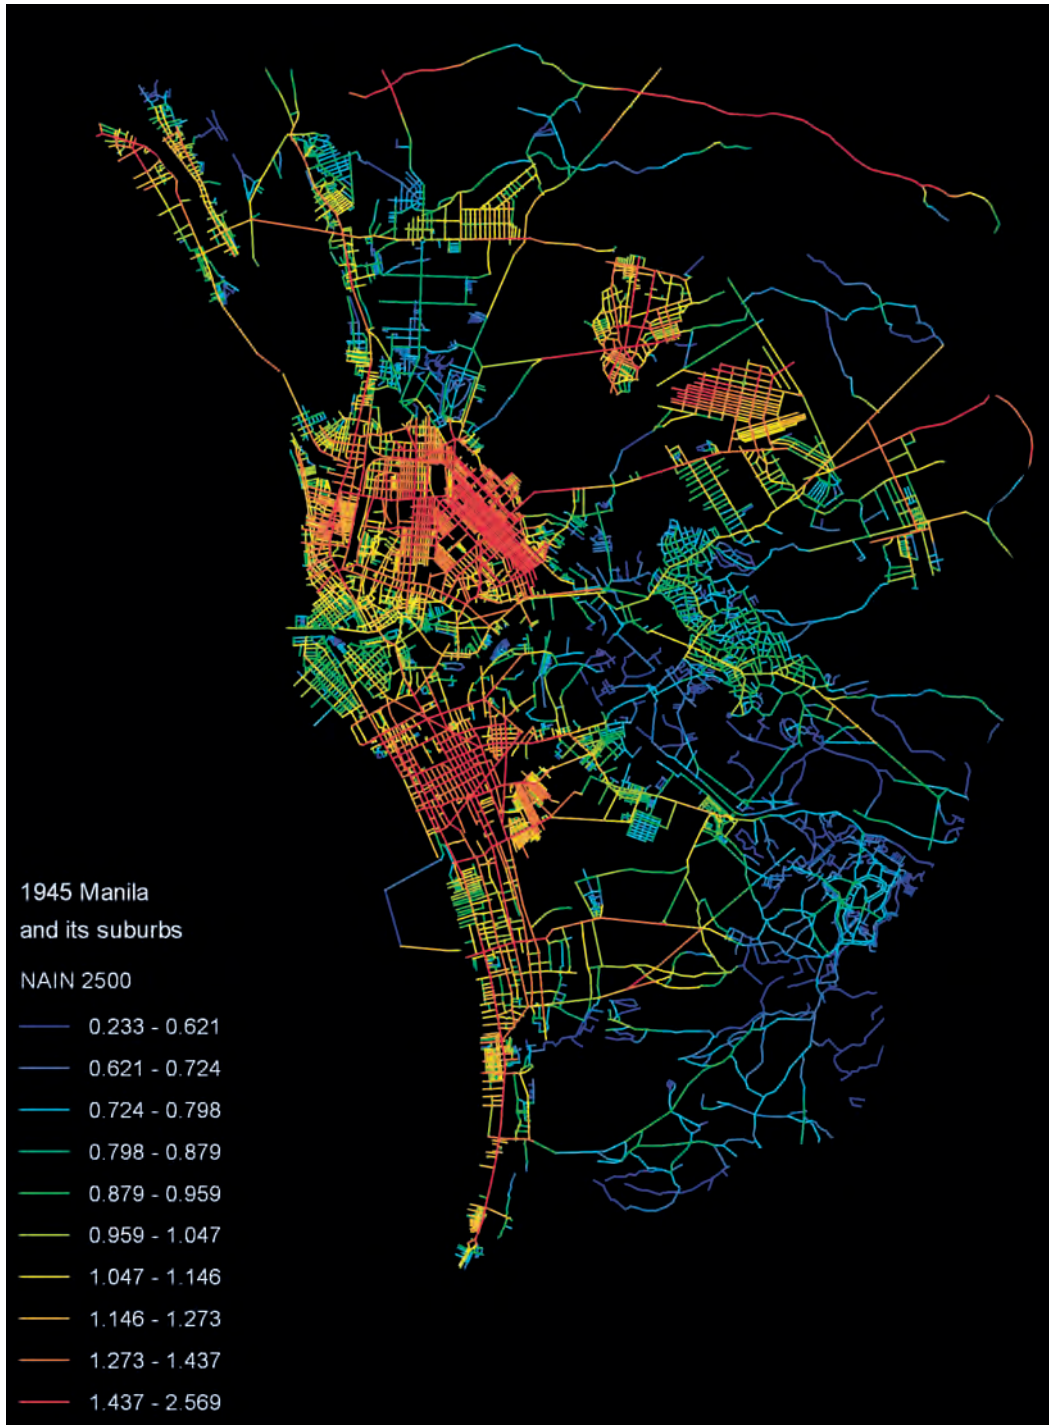 1945 Manila
and its suburbs
NAIN 2500
0.233 - 0.621
0.621 - 0.724
0.724 - 0.798
0.798 - 0.879
0.879 - 0.959
0.959 - 1.047
1.047 - 1.146
1.146 - 1.273
1.273 - 1.437
1.437 - 2.569